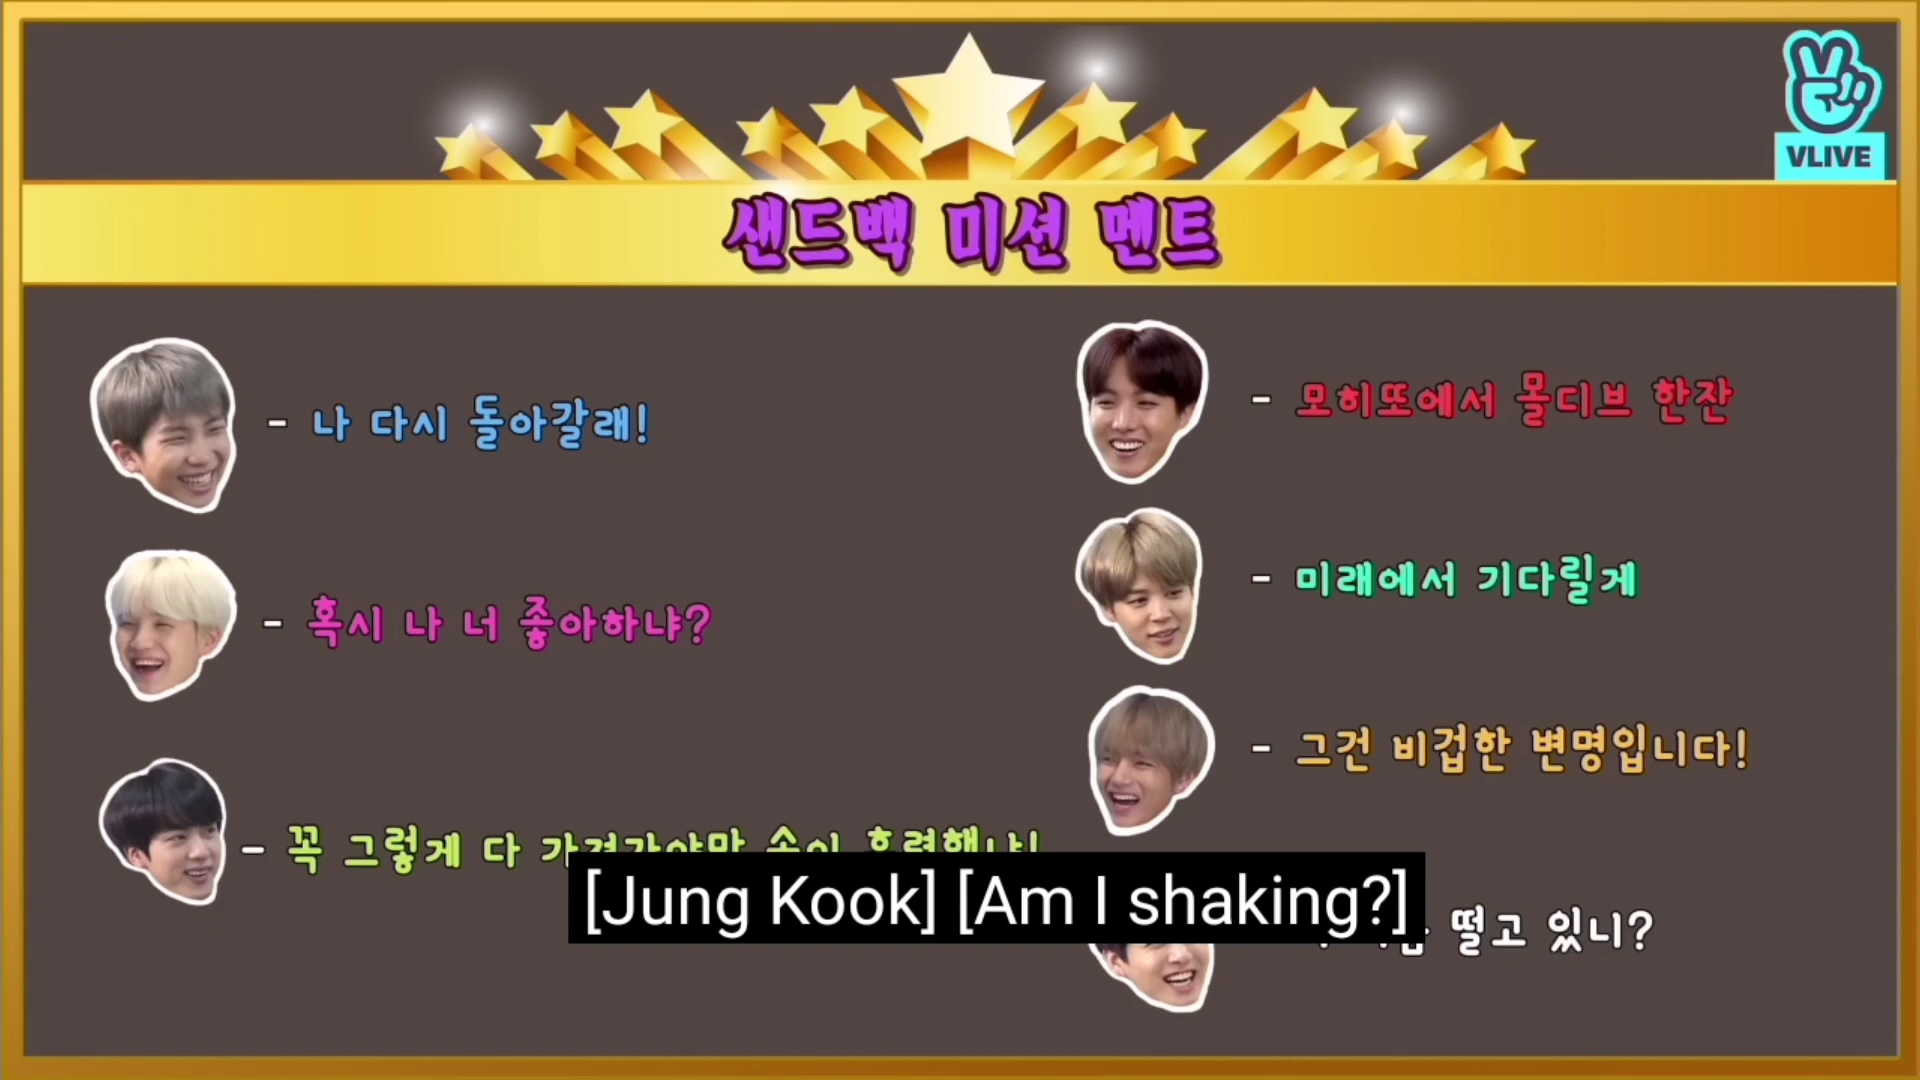 VLIVE
샌드백 미션 멘트
- 나 다시 돌아갈래!
- 혹시 나 너 좋아하냐?
- 꼭 그렇게 다
- 모히또에서 몰디브 한잔
- 미래에서 기다릴게
- 그건 비겁한 변명입니다!
떨고 있니?
[Jung Kook] [Am I shaking?]